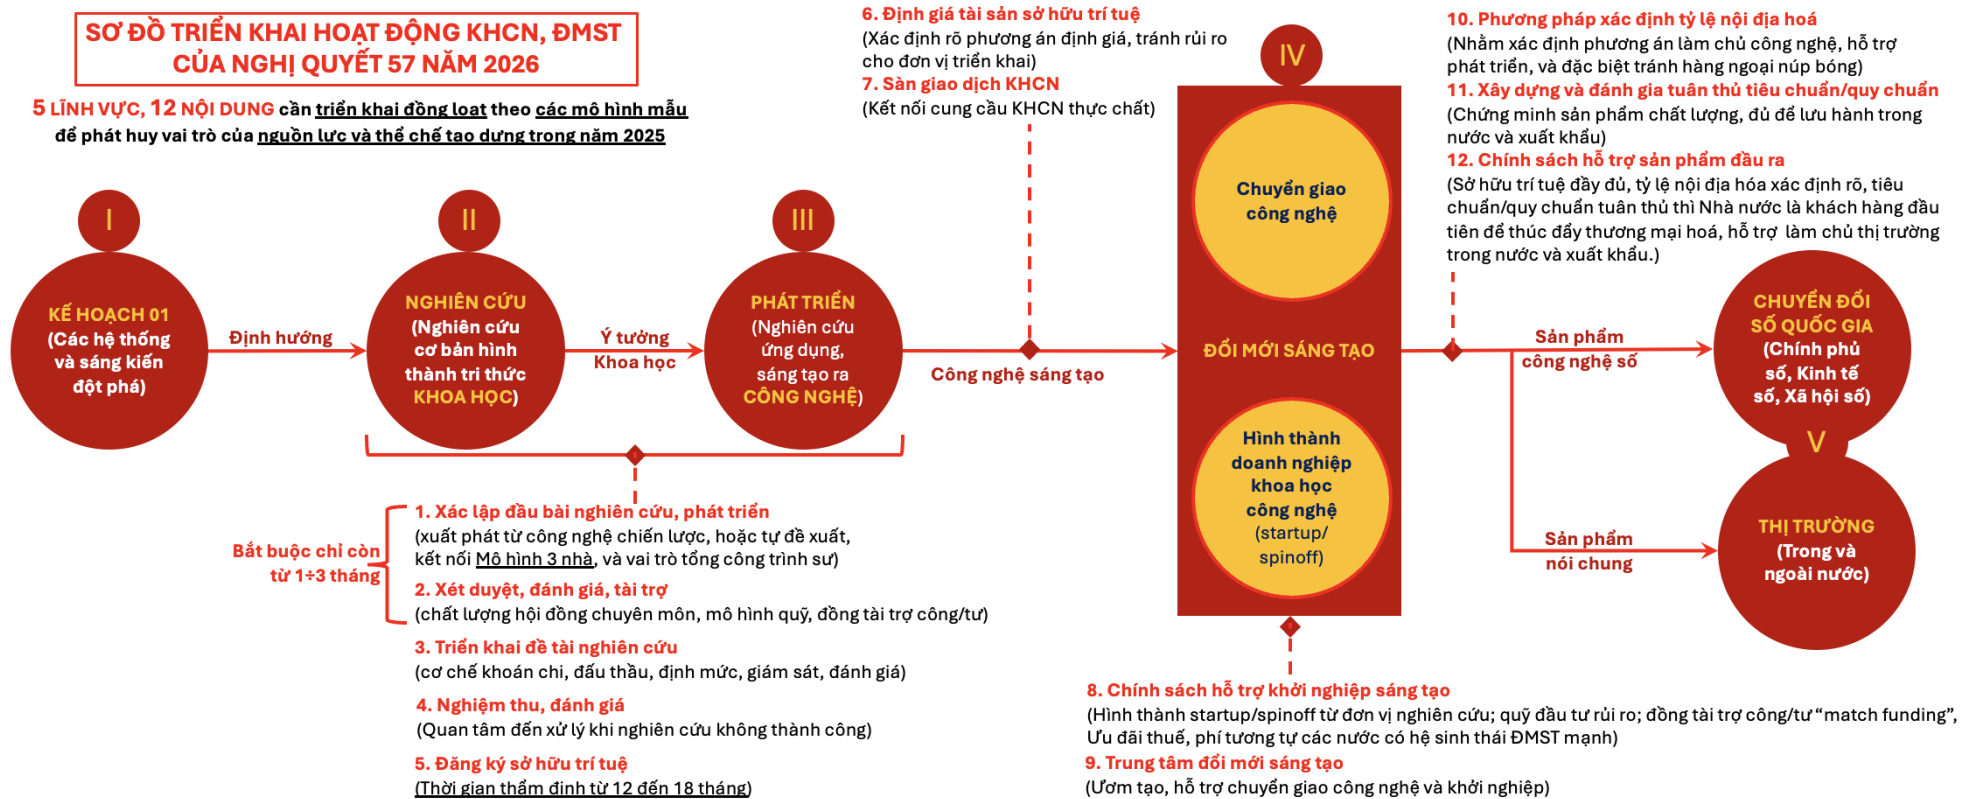 SƠ ĐỒ TRIỂN KHAI HOẠT ĐỘNG KHCN, ĐMST
CỦA NGHỊ QUYẾT 57 NĂM 2026
5 LĨNH VỰC, 12 NỘI DUNG cần triển khai đồng loạt theo các mô hình mẫu
để phát huy vai trò của nguồn lực và thể chế tạo dựng trong năm 2025
I
KẾ HOẠCH 01
(Các hệ thống
và sáng kiến
đột phá)
Định hướng
II
NGHIÊN CỨU
(Nghiên cứu
cơ bản hình
thành tri thức
KHOA HỌC)
Ý tưởng
Khoa học
III
PHÁT TRIỂN
(Nghiên cứu
ứng dụng,
sáng tạo ra
CÔNG NGHỆ)
Bắt buộc chỉ còn
từ 1÷3 tháng
1. Xác lập đầu bài nghiên cứu, phát triển
(xuất phát từ công nghệ chiến lược, hoặc tự đề xuất,
kết nối Mô hình 3 nhà, và vai trò tổng công trình sư)
2. Xét duyệt, đánh giá, tài trợ
(chất lượng hội đồng chuyên môn, mô hình quỹ, đồng tài trợ công/tư)
3. Triển khai đề tài nghiên cứu
(cơ chế khoán chi, đấu thầu, định mức, giám sát, đánh giá)
4. Nghiệm thu, đánh giá
(Quan tâm đến xử lý khi nghiên cứu không thành công)
5. Đăng ký sở hữu trí tuệ
(Thời gian thẩm định từ 12 đến 18 tháng)
Công nghệ sáng tạo
6. Định giá tài sản sở hữu trí tuệ
(Xác định rõ phương án định giá, tránh rủi ro
cho đơn vị triển khai)
7. Sàn giao dịch KHCN
(Kết nối cung cầu KHCN thực chất)
IV
Chuyển giao
công nghệ
ĐỔI MỚI SÁNG TẠO
Hình thành
doanh nghiệp
khoa học
công nghệ
(startup/
spinoff)
8. Chính sách hỗ trợ khởi nghiệp sáng tạo
(Hình thành startup/spinoff từ đơn vị nghiên cứu; quỹ đầu tư rủi ro; đồng tài trợ công/tư “match funding”,
Ưu đãi thuế, phí tương tự các nước có hệ sinh thái ĐMST mạnh)
9. Trung tâm đổi mới sáng tạo
(Ươm tạo, hỗ trợ chuyển giao công nghệ và khởi nghiệp)
10. Phương pháp xác định tỷ lệ nội địa hoá
(Nhằm xác định phương án làm chủ công nghệ, hỗ trợ
phát triển, và đặc biệt tránh hàng ngoại núp bóng)
11. Xây dựng và đánh gia tuân thủ tiêu chuẩn/quy chuẩn
(Chứng minh sản phẩm chất lượng, đủ để lưu hành trong
nước và xuất khẩu)
12. Chính sách hỗ trợ sản phẩm đầu ra
(Sở hữu trí tuệ đầy đủ, tỷ lệ nội địa hóa xác định rõ, tiêu
chuẩn/quy chuẩn tuân thủ thì Nhà nước là khách hàng đầu
tiên để thúc đẩy thương mại hoá, hỗ trợ làm chủ thị trường
trong nước và xuất khẩu.)
Sản phẩm
công nghệ số
CHUYỂN ĐỔI
SỐ QUỐC GIA
(Chính phủ
số, Kinh tế
số, Xã hội số)
V
Sản phẩm
nói chung
THỊ TRƯỜNG
(Trong và
ngoài nước)